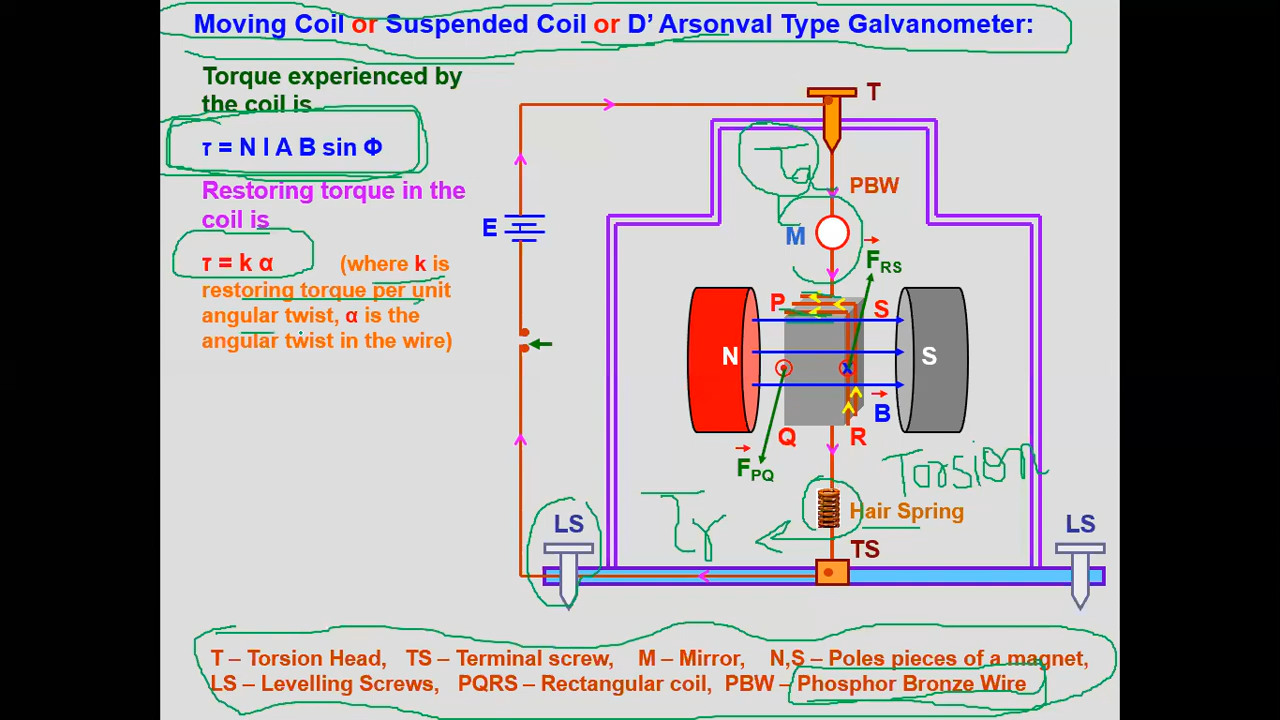 Moving Coil or Suspended Coil or D’ Arsonval Type Galvanometer:
Torque experienced by
the coil is
τ = N I A B sin Φ
Restoring torque in the
coil is
τ = k α (where k is
restoring torque per unit
angular twist, α is the
angular twist in the wire)
E
T
PBW
M
F RS
P
S
N
S
B
Q
R
F PQ
Torsion
Hair Spring
LS
LS
TS
T – Torsion Head, TS – Terminal screw, M – Mirror, N,S – Poles pieces of a magnet,
LS – Levelling Screws, PQRS – Rectangular coil, PBW – Phosphor Bronze Wire